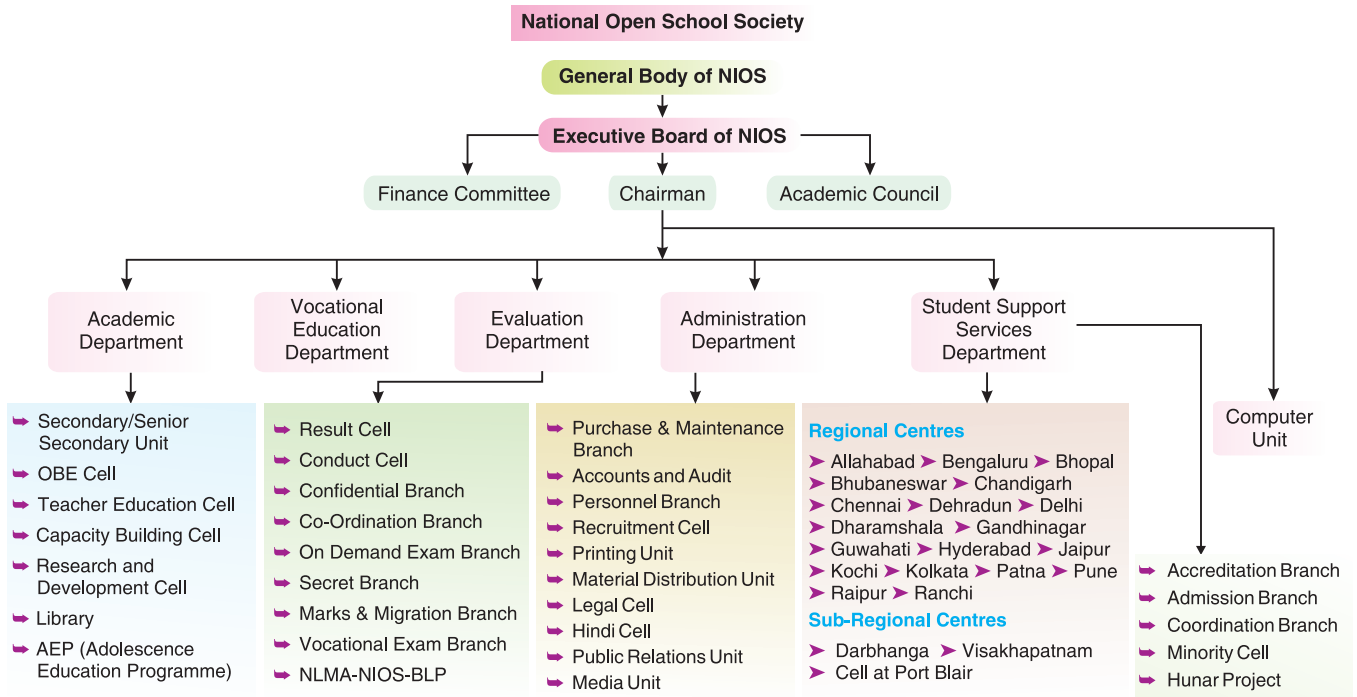 National Open School Society
General Body of NIOS
Executive Board of NIOS
Finance Committee
Chairman
Academic Council
Academic
Department
Vocational
Education
Department
Evaluation
Department
Administration
Department
Student Support
Services
Department
Computer
Unit
Secondary/Senior
Secondary Unit
OBE Cell
Teacher Education Cell
Capacity Building Cell
Research and
Development Cell
Library
AEP (Adolescence
Education Programme)
Result Cell
Conduct Cell
Confidential Branch
Co-Ordination Branch
On Demand Exam Branch
Secret Branch
Marks & Migration Branch
Vocational Exam Branch
NLMA-NIOS-BLP
Purchase & Maintenance
Branch
Accounts and Audit
Personnel Branch
Recruitment Cell
Printing Unit
Material Distribution Unit
Legal Cell
Hindi Cell
Public Relations Unit
Media Unit
Regional Centres
➤ Allahabad ➤ Bengaluru ➤ Bhopal
➤ Bhubaneswar ➤ Chandigarh
➤ Chennai ➤ Dehradun ➤ Delhi
➤ Dharamshala ➤ Gandhinagar
➤ Guwahati ➤ Hyderabad ➤ Jaipur
➤ Kochi ➤ Kolkata ➤ Patna ➤ Pune
➤ Raipur ➤ Ranchi
Sub-Regional Centres
➤ Darbhanga ➤ Visakhapatnam
➤ Cell at Port Blair
Accreditation Branch
Admission Branch
Coordination Branch
Minority Cell
Hunar Project